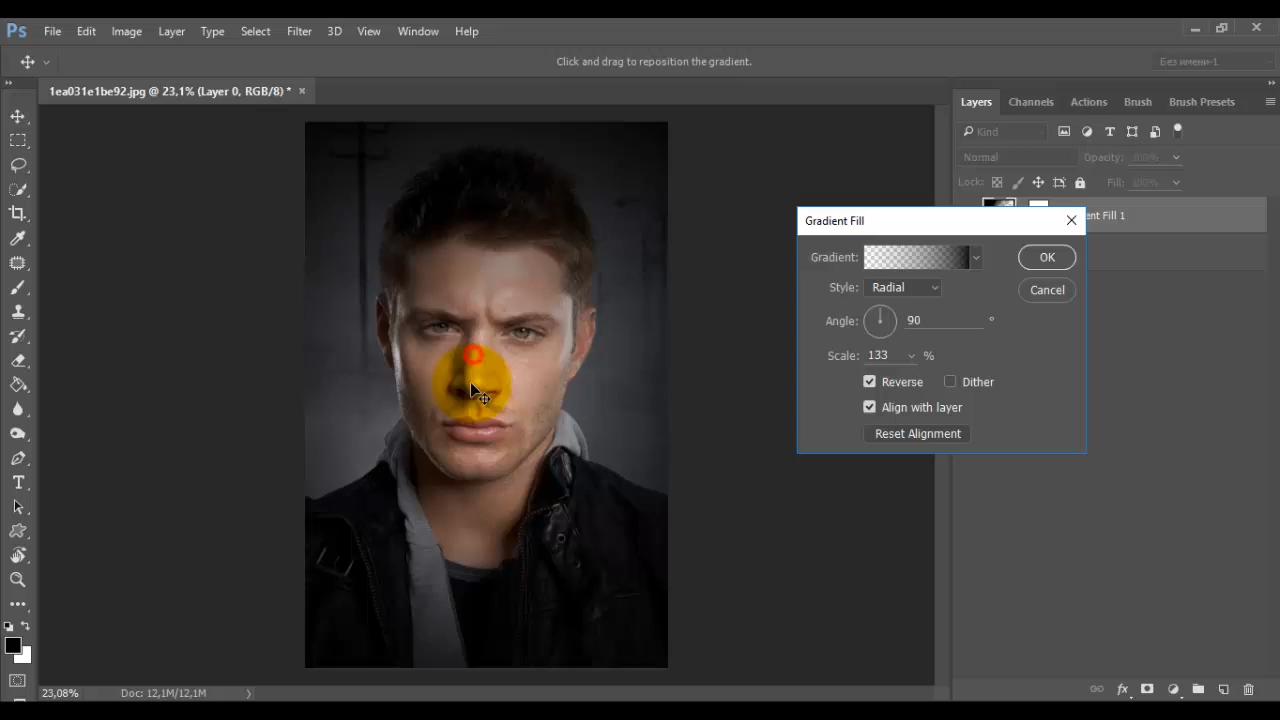 Ps File Edit Image Layer Type Select Filter 3D View Window Help
Click and drag to reposition the gradient.
Без имени-1
1ea031e1be92.jpg @ 23,1% (Layer 0, RGB/8) * ×
Layers Channels Actions Brush Brush Presets
Kind
Normal Opacity: 100%
Lock: Fill: 100%
ent Fill 1
Gradient Fill
Gradient: OK
Style: Radial Cancel
Angle: 90 °
Scale: 133 %
Reverse Dither
Align with layer
Reset Alignment
23,08% Doc: 12,1M/12,1M